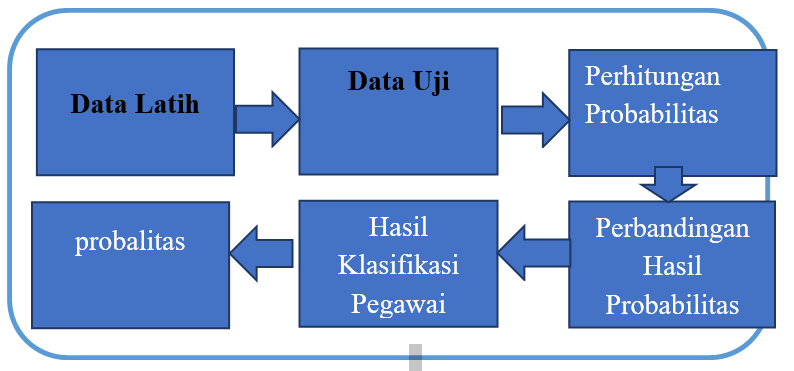 Data Latih
Data Uji
Perhitungan
Probabilitas
probalitas
Hasil
Klasifikasi
Pegawai
Perbandingan
Hasil
Probabilitas